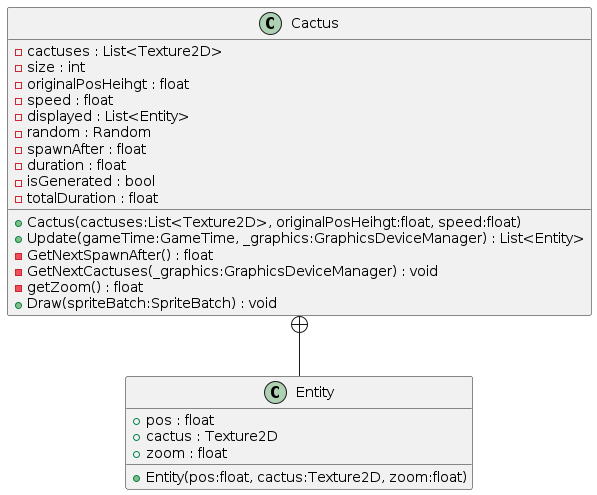 C Cactus
cactuses : List<Texture2D>
size : int
originalPosHeihgt : float
speed : float
displayed : List<Entity>
random : Random
spawnAfter : float
duration : float
isGenerated : bool
totalDuration : float
Cactus(cactuses:List<Texture2D>, originalPosHeihgt:float, speed:float)
Update(gameTime:GameTime, _graphics:GraphicsDeviceManager) : List<Entity>
GetNextSpawnAfter() : float
GetNextCactuses(_graphics:GraphicsDeviceManager) : void
getZoom() : float
Draw(spriteBatch:SpriteBatch) : void
C Entity
pos : float
cactus : Texture2D
zoom : float
Entity(pos:float, cactus:Texture2D, zoom:float)